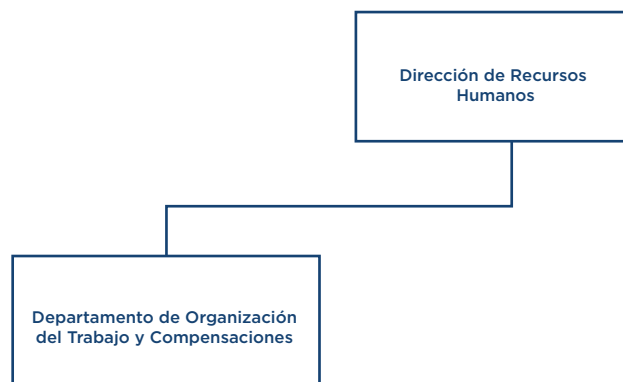 Dirección de Recursos
Humanos
Departamento de Organización
del Trabajo y Compensaciones